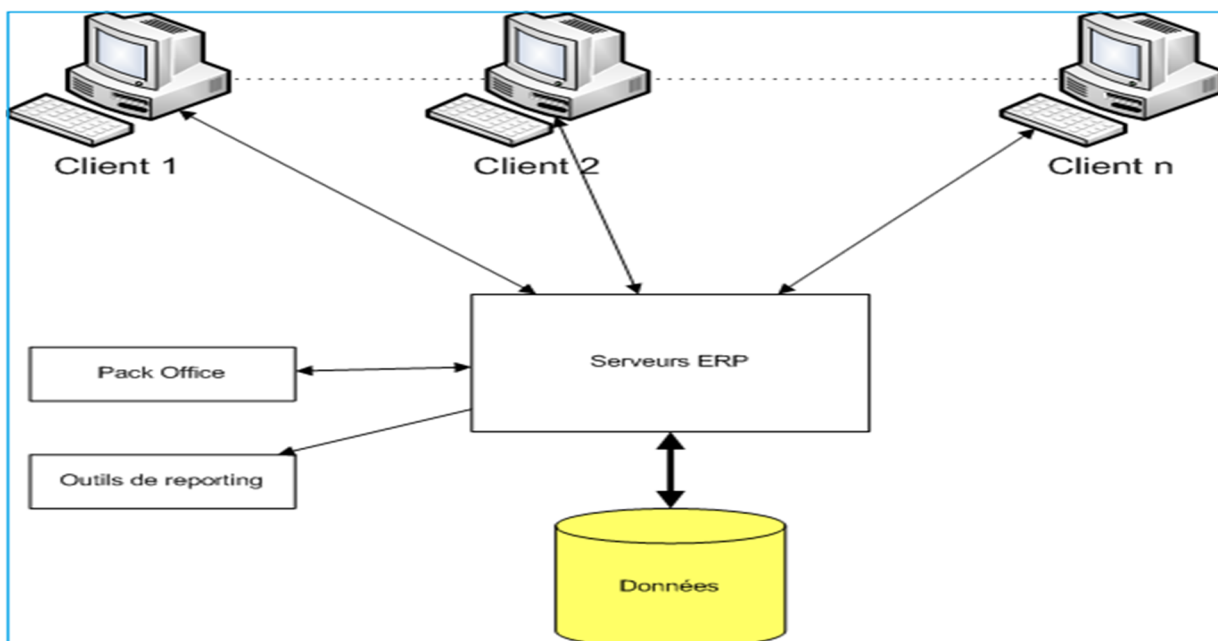 Client 1
Client 2
Client n
Serveurs ERP
Pack Office
Outils de reporting
Données